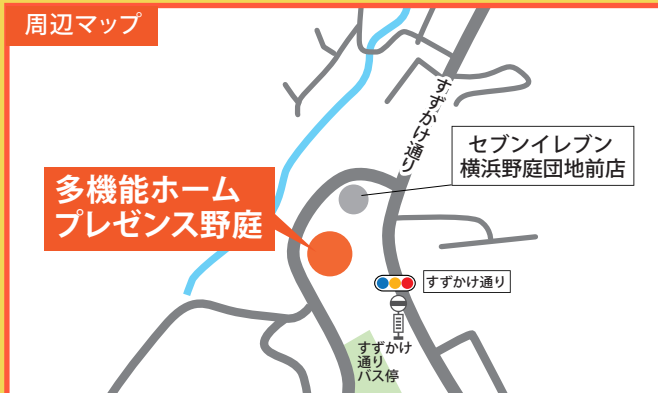 周辺マップ
すずかけ通り
セブンイレブン
横浜野庭団地前店
多機能ホーム
プレゼンス野庭
すずかけ通り
すずかけ
通り
バス停